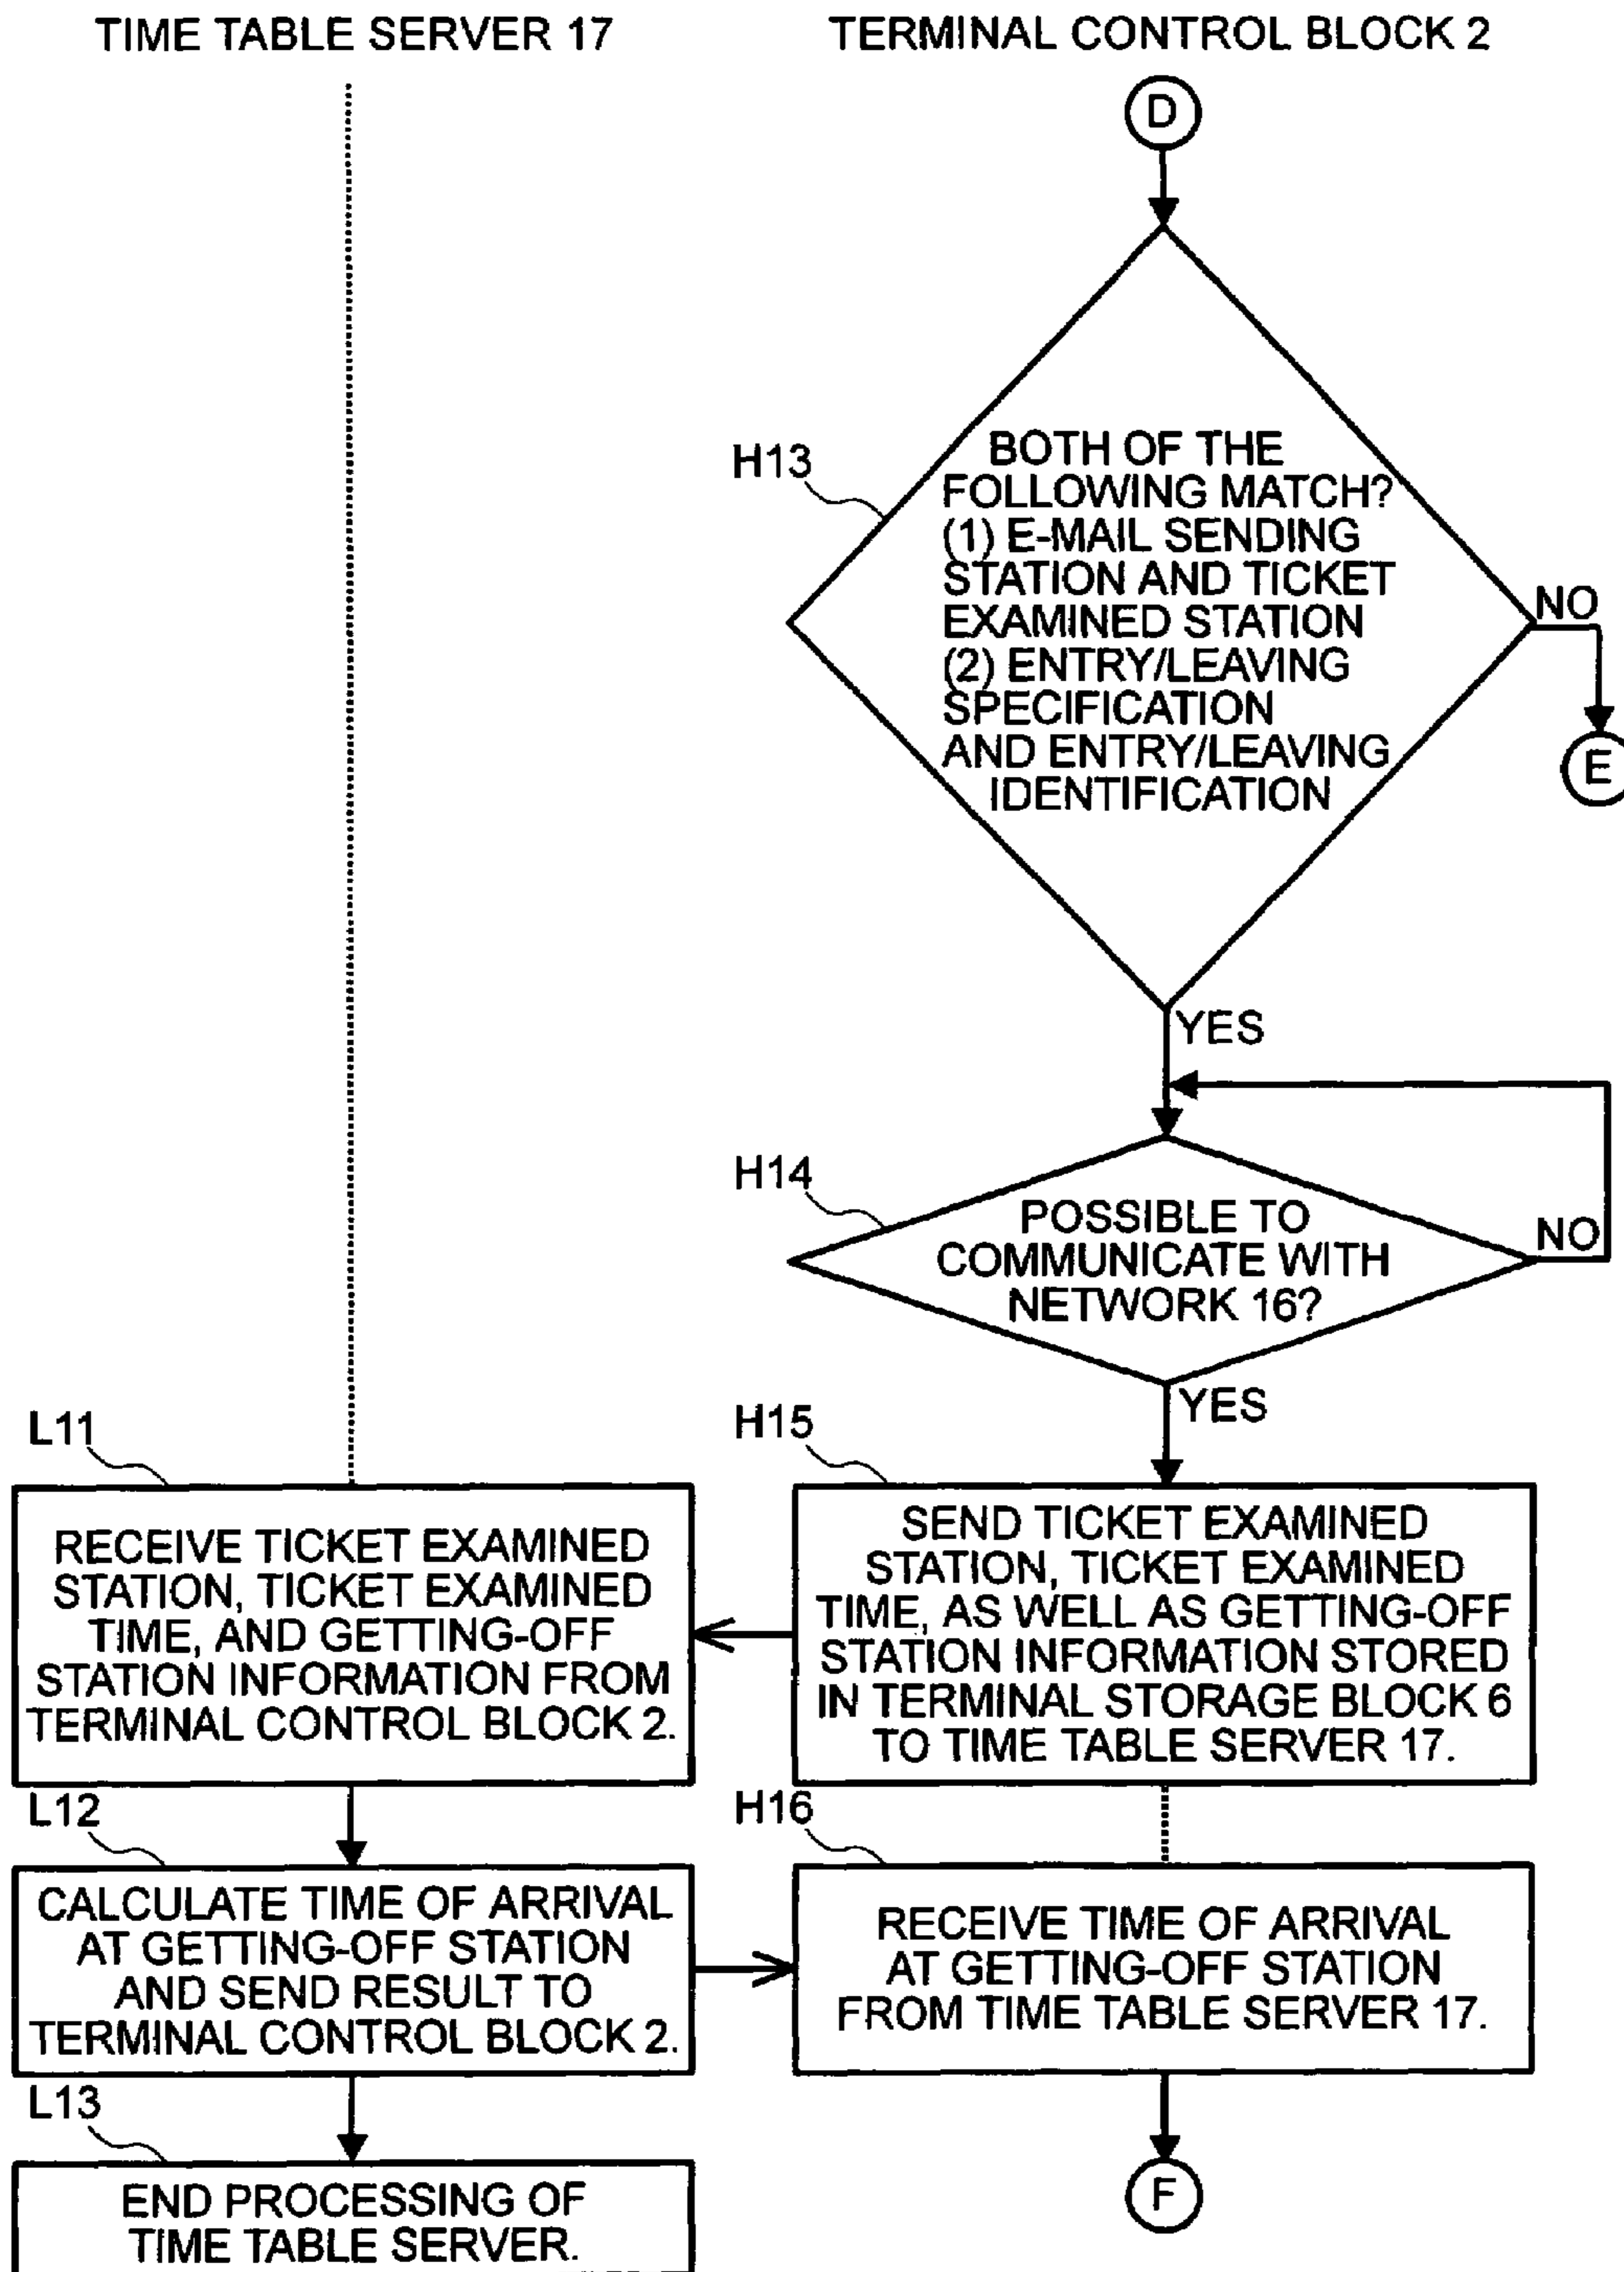 TIME TABLE SERVER 17
TERMINAL CONTROL BLOCK 2
D
H13
BOTH OF THE
FOLLOWING MATCH?
(1) E-MAIL SENDING
STATION AND TICKET
EXAMINED STATION
(2) ENTRY/LEAVING
SPECIFICATION
AND ENTRY/LEAVING
IDENTIFICATION
NO
E
YES
H14
POSSIBLE TO
COMMUNICATE WITH
NETWORK 16?
NO
YES
H15
SEND TICKET EXAMINED
STATION, TICKET EXAMINED
TIME, AS WELL AS GETTING-OFF
STATION INFORMATION STORED
IN TERMINAL STORAGE BLOCK 6
TO TIME TABLE SERVER 17.
L11
RECEIVE TICKET EXAMINED
STATION, TICKET EXAMINED
TIME, AND GETTING-OFF
STATION INFORMATION FROM
TERMINAL CONTROL BLOCK 2.
L12
CALCULATE TIME OF ARRIVAL
AT GETTING-OFF STATION
AND SEND RESULT TO
TERMINAL CONTROL BLOCK 2.
H16
RECEIVE TIME OF ARRIVAL
AT GETTING-OFF STATION
FROM TIME TABLE SERVER 17.
L13
END PROCESSING OF
TIME TABLE SERVER.
F